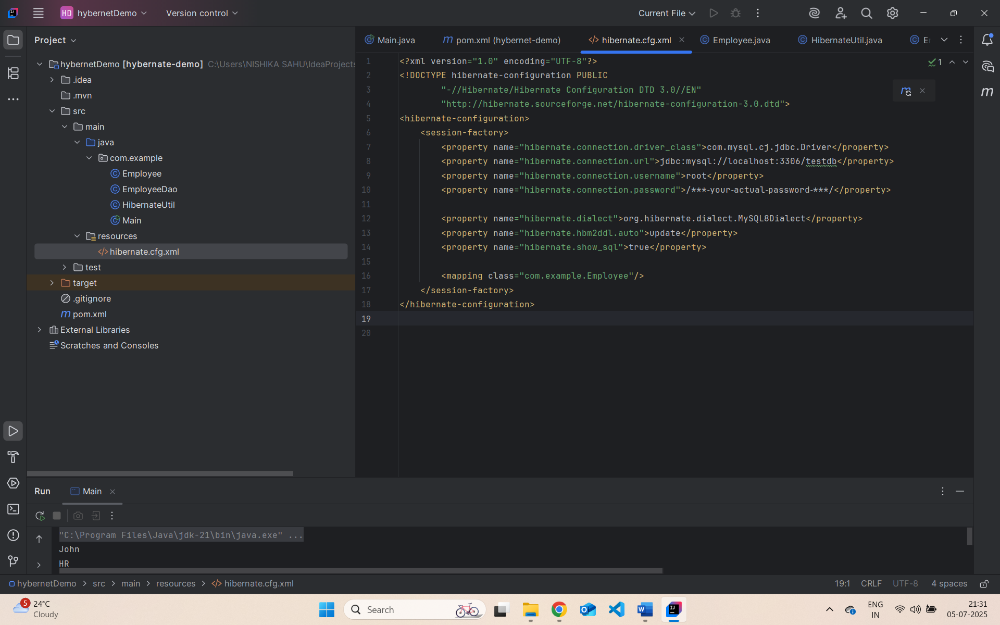 HD hybernetDemo Version control Current File
Project
Main.java pom.xml (hybernet-demo) hibernate.cfg.xml Employee.java HibernateUtil.java
hybernetDemo [hybernate-demo] C:\Users\NISHIKA SAHU\IdeaProjects
.idea
.mvn
src
main
java
com.example
Employee
EmployeeDao
HibernateUtil
Main
resources
hibernate.cfg.xml
test
target
.gitignore
pom.xml
External Libraries
Scratches and Consoles
1 <?xml version="1.0" encoding="UTF-8"?>
2 <!DOCTYPE hibernate-configuration PUBLIC
3 "-//Hibernate/Hibernate Configuration DTD 3.0//EN"
4 "http://hibernate.sourceforge.net/hibernate-configuration-3.0.dtd">
5 <hibernate-configuration>
6 <session-factory>
7 <property name="hibernate.connection.driver_class">com.mysql.cj.jdbc.Driver</property>
8 <property name="hibernate.connection.url">jdbc:mysql://localhost:3306/testdb</property>
9 <property name="hibernate.connection.username">root</property>
10 <property name="hibernate.connection.password">/***-your-actual-password-***/</property>
11
12 <property name="hibernate.dialect">org.hibernate.dialect.MySQL8Dialect</property>
13 <property name="hibernate.hbm2ddl.auto">update</property>
14 <property name="hibernate.show_sql">true</property>
15
16 <mapping class="com.example.Employee"/>
17 </session-factory>
18 </hibernate-configuration>
19
20
1
m
Run Main
"C:\Program Files\Java\jdk-21\bin\java.exe" ...
John
HR
hybernetDemo > src > main > resources > hibernate.cfg.xml 19:1 CRLF UTF-8 4 spaces
5 24°C
Cloudy
Search
ENG
IN
21:31
05-07-2025